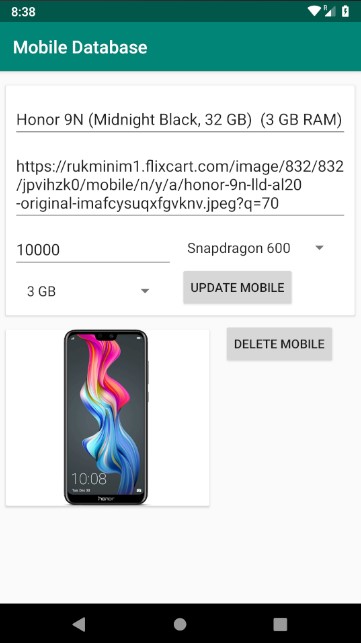 8:38
R
Mobile Database
Honor 9N (Midnight Black, 32 GB)  (3 GB RAM)
https://rukminim1.flixcart.com/image/832/832
/jpvihzk0/mobile/n/y/a/honor-9n-lld-al20
-original-imafcysuqxfgvknv.jpeg?q=70
10000
Snapdragon 600
3 GB
UPDATE MOBILE
DELETE MOBILE
10:08
honor